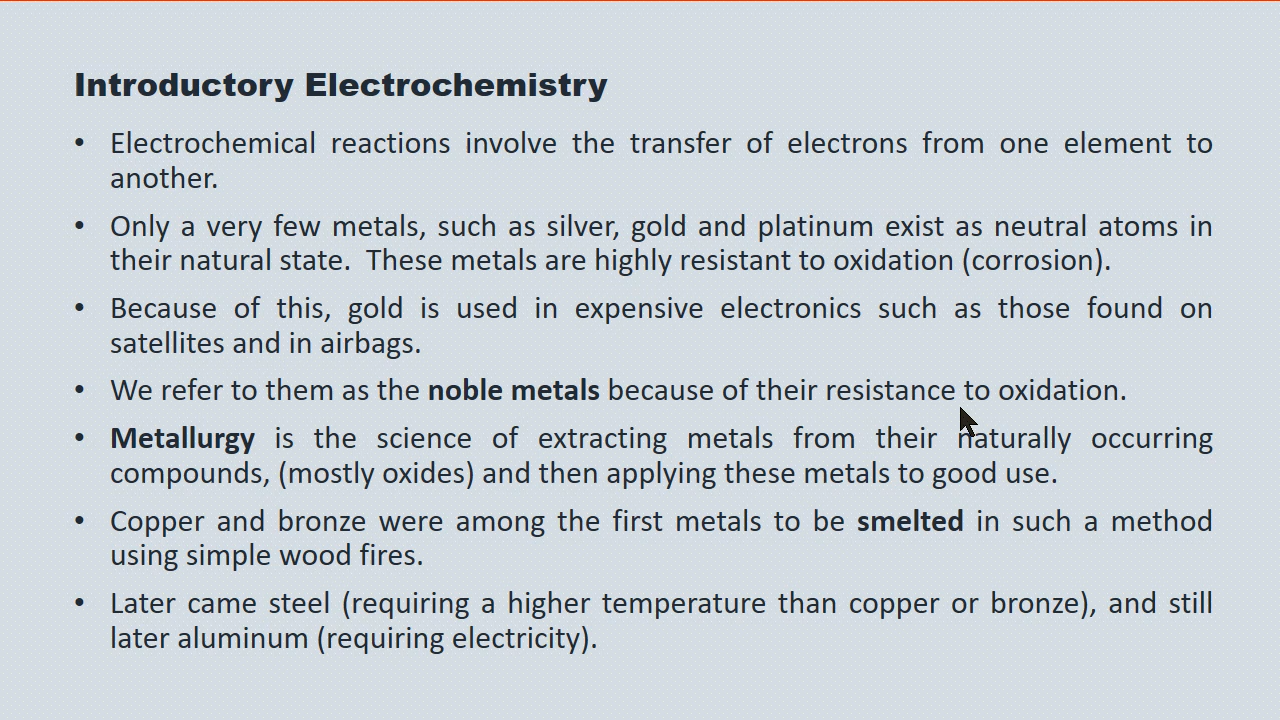 Introductory Electrochemistry
• Electrochemical reactions involve the transfer of electrons from one element to
another.
• Only a very few metals, such as silver, gold and platinum exist as neutral atoms in
their natural state.  These metals are highly resistant to oxidation (corrosion).
• Because of this, gold is used in expensive electronics such as those found on
satellites and in airbags.
• We refer to them as the noble metals because of their resistance to oxidation.
• Metallurgy is the science of extracting metals from their naturally occurring
compounds, (mostly oxides) and then applying these metals to good use.
• Copper and bronze were among the first metals to be smelted in such a method
using simple wood fires.
• Later came steel (requiring a higher temperature than copper or bronze), and still
later aluminum (requiring electricity).